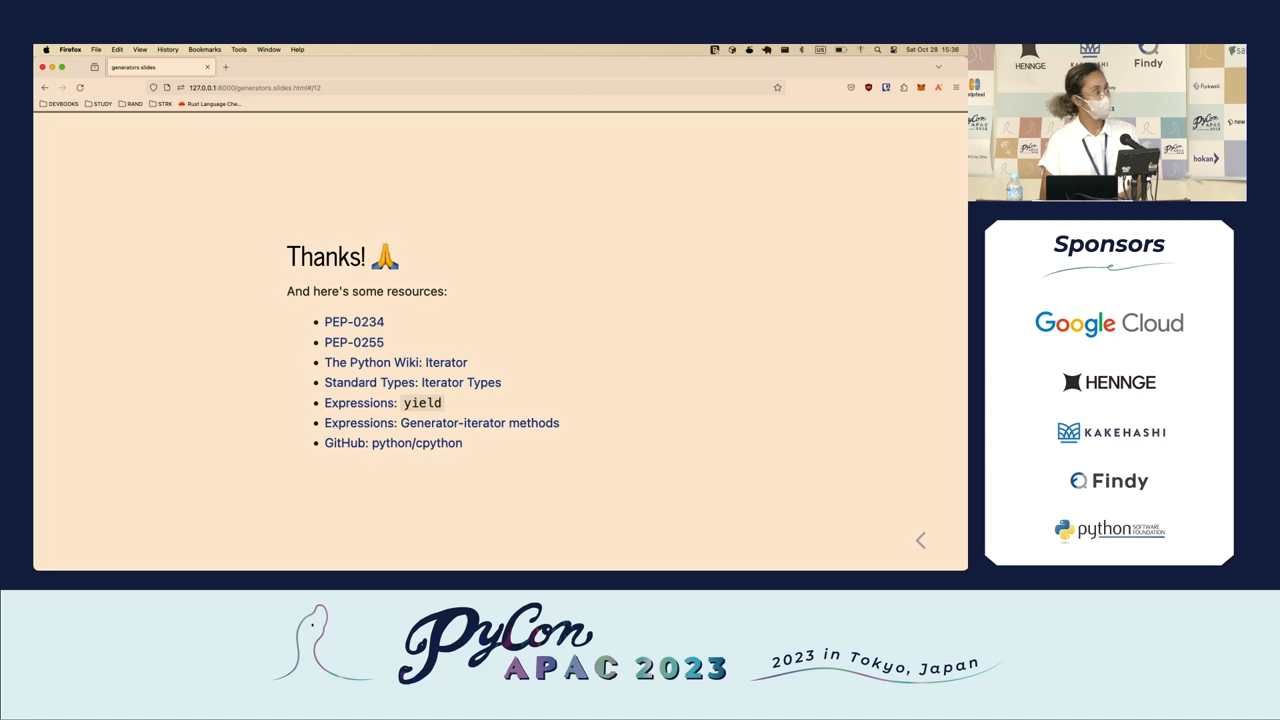 Firefox File Edit View History Bookmarks Tools Window Help
US
Sat Oct 28 15:36
generators slides
127.0.0.1:8000/generators.slides.html#/12
DEVBOOKS STUDY RAND STRK Rust Language Che...
Thanks! 🙏
And here's some resources:
• PEP-0234
• PEP-0255
• The Python Wiki: Iterator
• Standard Types: Iterator Types
• Expressions: yield
• Expressions: Generator-iterator methods
• GitHub: python/cpython
HENNGE
Findy
hokan
Sponsors
Google Cloud
HENNGE
KAKEHASHI
Findy
python SOFTWARE FOUNDATION
PyCon
APAC 2023
2023 in Tokyo, Japan